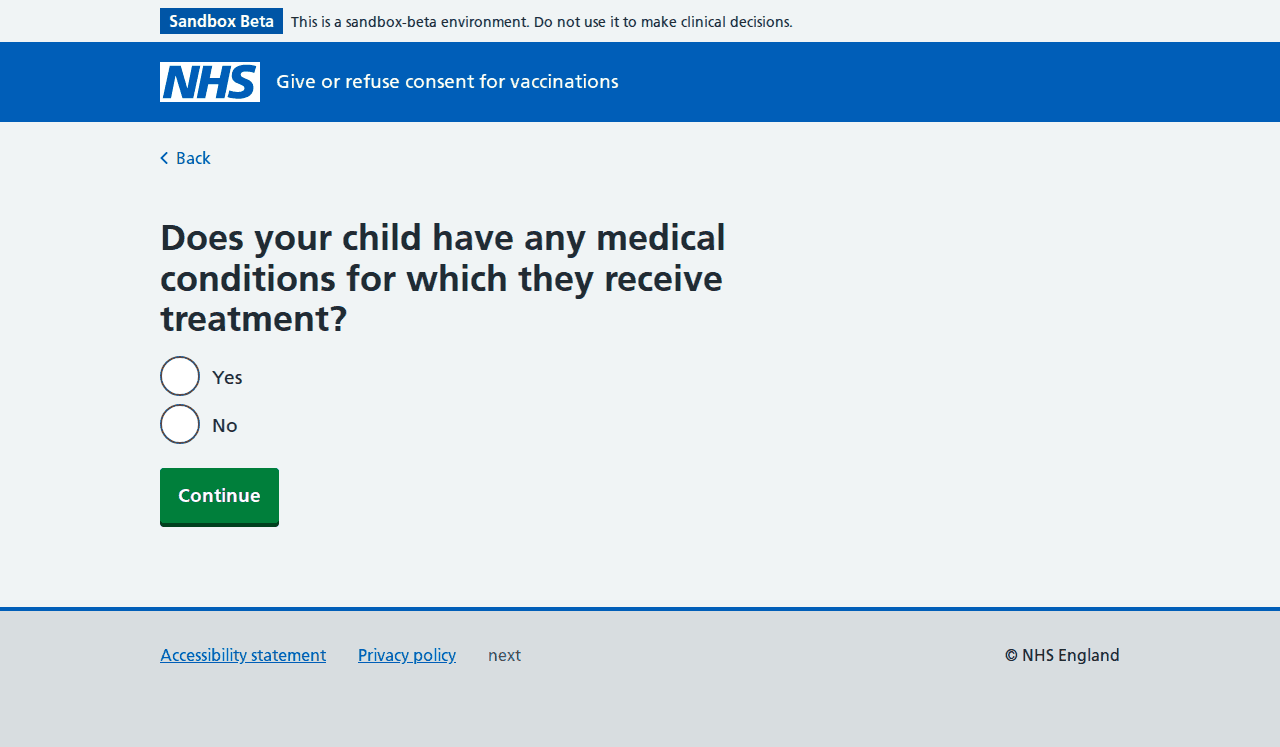 Sandbox Beta This is a sandbox-beta environment. Do not use it to make clinical decisions.
NHS Give or refuse consent for vaccinations
Back
Does your child have any medical
conditions for which they receive
treatment?
Yes
No
Continue
Accessibility statement Privacy policy next © NHS England